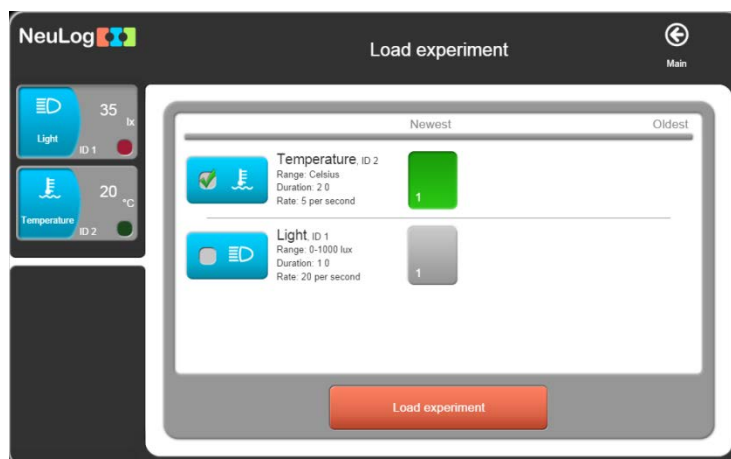 NeuLog
Load experiment
Main
35
lx
Light
ID 1
20
°C
Temperature
ID 2
Newest
Oldest
Temperature, ID 2
Range: Celsius
Duration: 2 0
Rate: 5 per second
1
Light, ID 1
Range: 0-1000 lux
Duration: 1 0
Rate: 20 per second
1
Load experiment